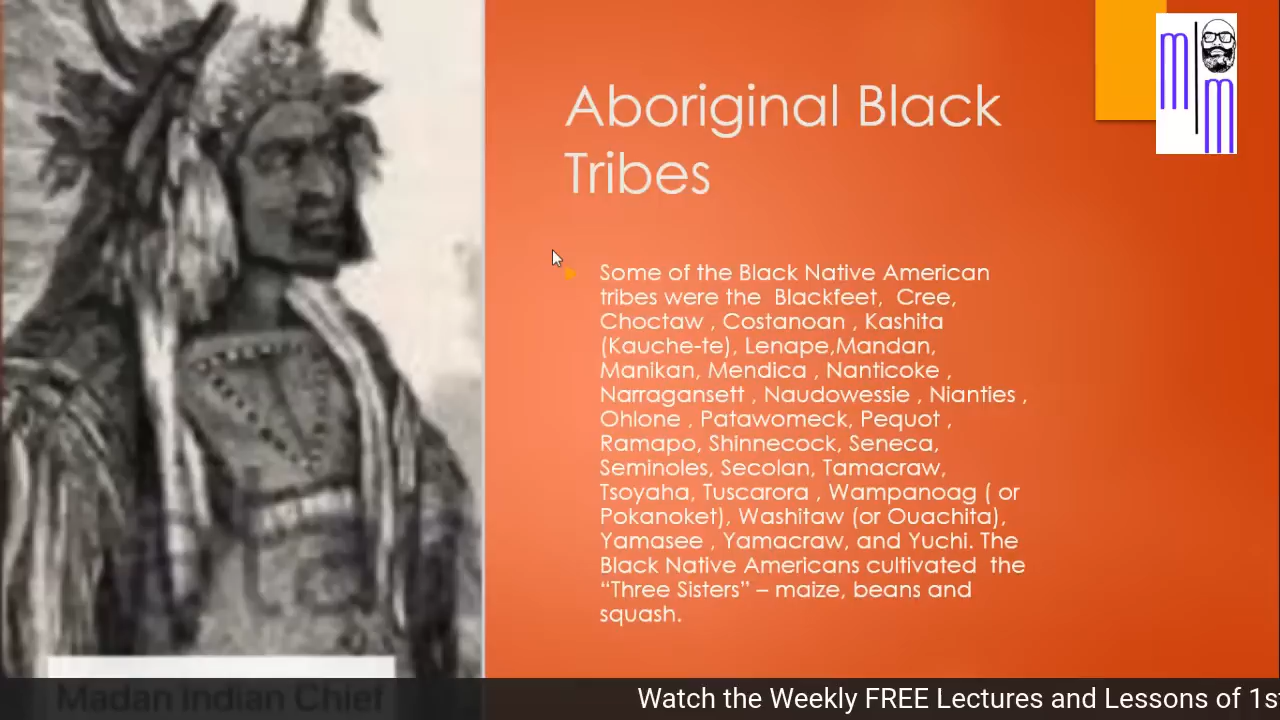 Aboriginal Black
Tribes
m
m
Some of the Black Native American
tribes were the  Blackfeet,  Cree,
Choctaw , Costanoan , Kashita
(Kauche-te), Lenape,Mandan,
Manikan, Mendica , Nanticoke ,
Narragansett , Naudowessie , Nianties ,
Ohlone , Patawomeck, Pequot ,
Ramapo, Shinnecock, Seneca,
Seminoles, Secolan, Tamacraw,
Tsoyaha, Tuscarora , Wampanoag ( or
Pokanoket), Washitaw (or Ouachita),
Yamasee , Yamacraw, and Yuchi. The
Black Native Americans cultivated  the
“Three Sisters” – maize, beans and
squash.
Madan Indian Chief
Watch the Weekly FREE Lectures and Lessons of 1s